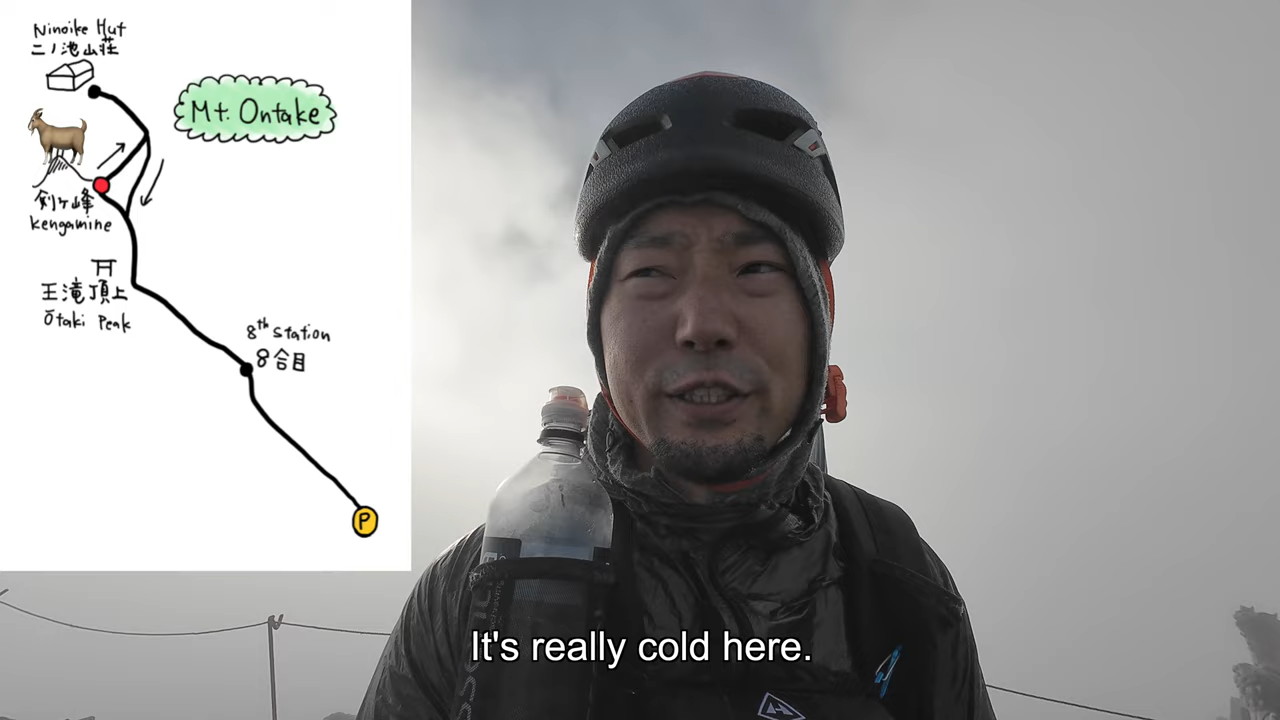 Ninoike Hut
二ノ池山荘
Mt. Ontake
剣ヶ峰
kengamine
王滝頂上
Ōtaki Peak
8th station
8合目
P
It's really cold here.